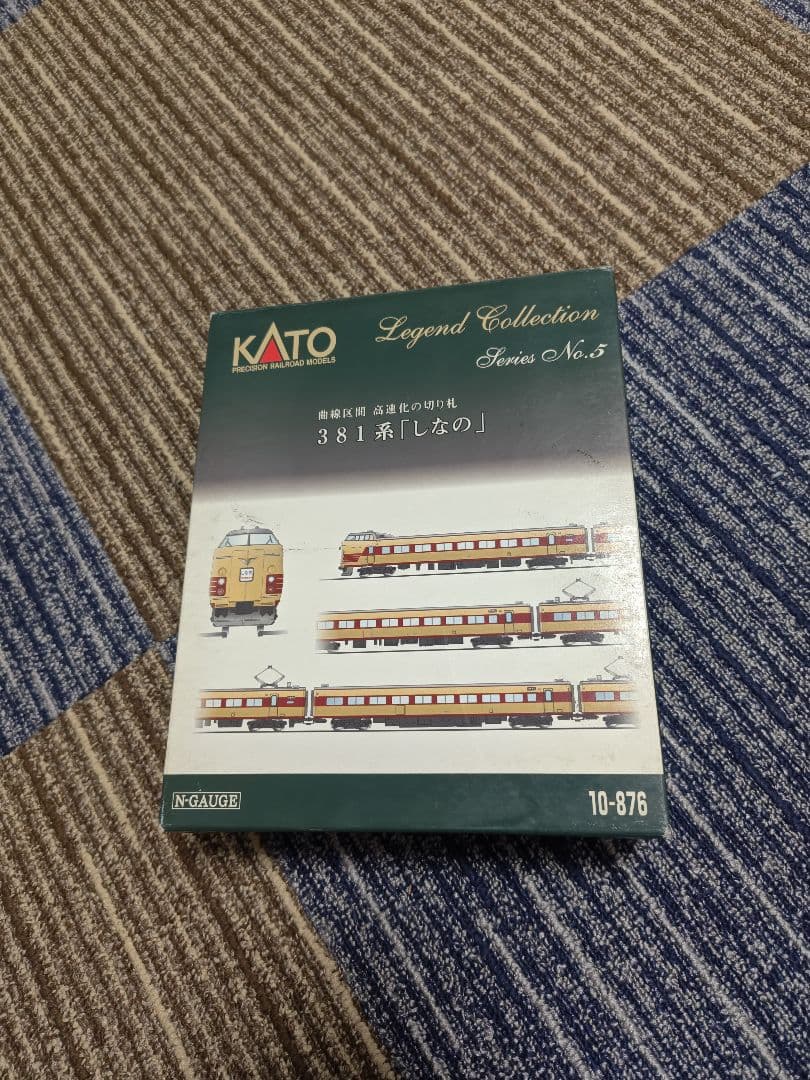 KATO
PRECISION RAILROAD MODELS
Legend Collection
Series No.5
曲線区間 高速化の切り札
381系「しなの」
N-GAUGE
10-876